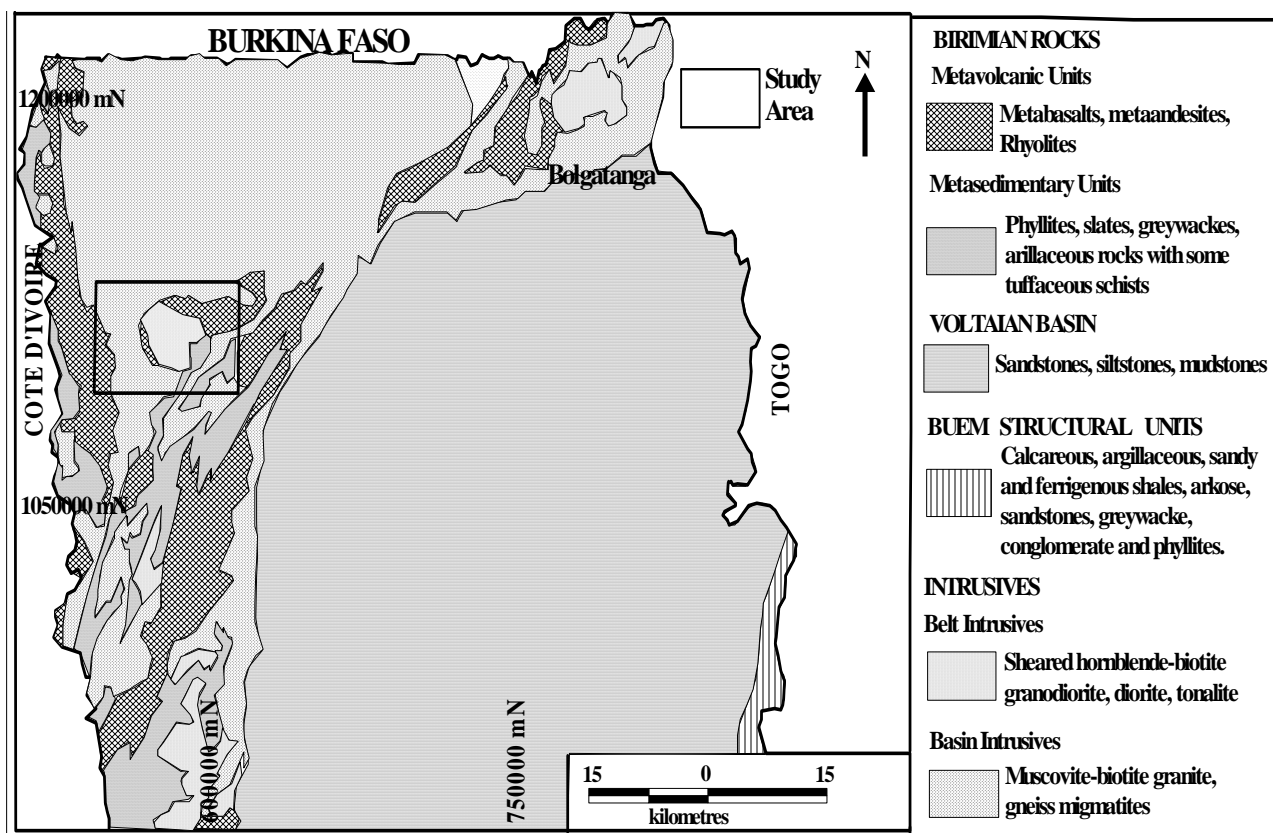 BURKINA FASO
1200000 mN
Study
Area
N
Bolgatanga
COTE D'IVOIRE
TOGO
1050000 mN
600000 mN
750000 mN
15 0 15
kilometres
BIRIMIAN ROCKS
Metavolcanic Units
Metabasalts, metaandesites,
Rhyolites
Metasedimentary Units
Phyllites, slates, greywackes,
arillaceous rocks with some
tuffaceous schists
VOLTAIAN BASIN
Sandstones, siltstones, mudstones
BUEM STRUCTURAL UNITS
Calcareous, argillaceous, sandy
and ferrigenous shales, arkose,
sandstones, greywacke,
conglomerate and phyllites.
INTRUSIVES
Belt Intrusives
Sheared hornblende-biotite
granodiorite, diorite, tonalite
Basin Intrusives
Muscovite-biotite granite,
gneiss migmatites